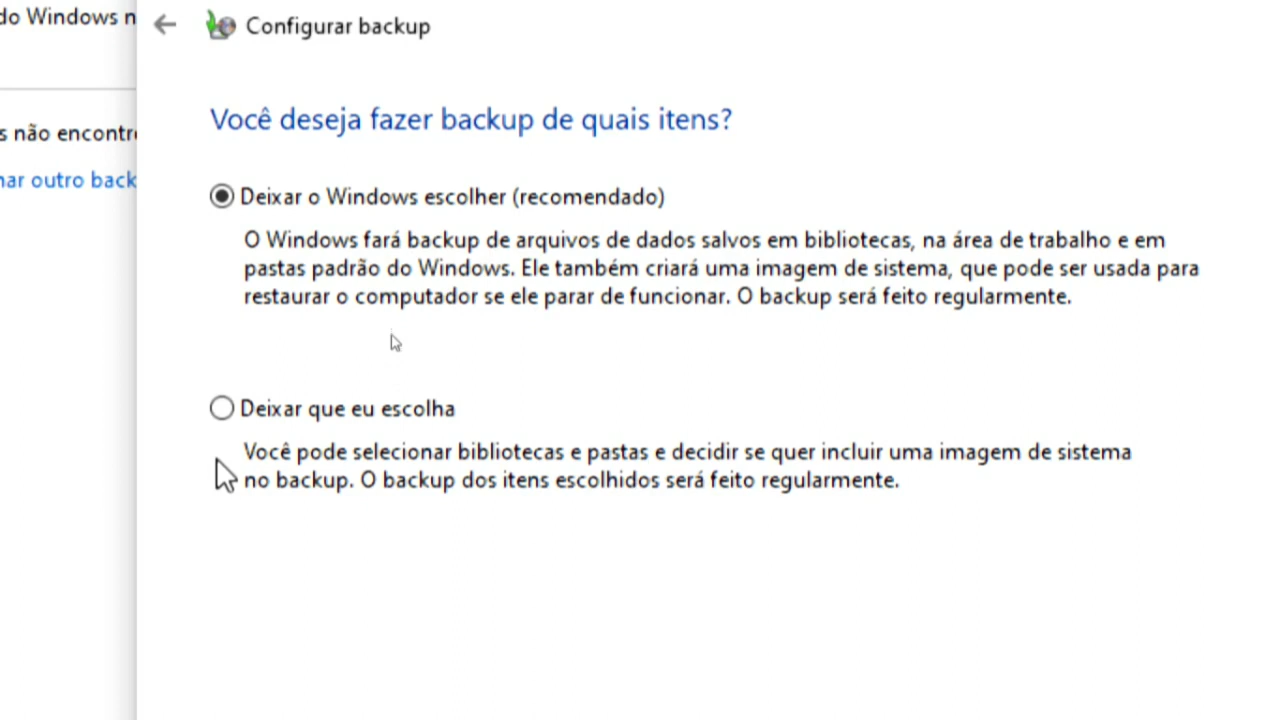 do Windows
Configurar backup
Você deseja fazer backup de quais itens?
s não
outro
Deixar o Windows escolher (recomendado)
O Windows fará backup de arquivos de dados salvos em bibliotecas, na área de trabalho e em
pastas padrão do Windows. Ele também criará uma imagem de sistema, que pode ser usada para
restaurar o computador se ele parar de funcionar. O backup será feito regularmente.
Deixar que eu escolha
Você pode selecionar bibliotecas e pastas e decidir se quer incluir uma imagem de sistema
no backup. O backup dos itens escolhidos será feito regularmente.